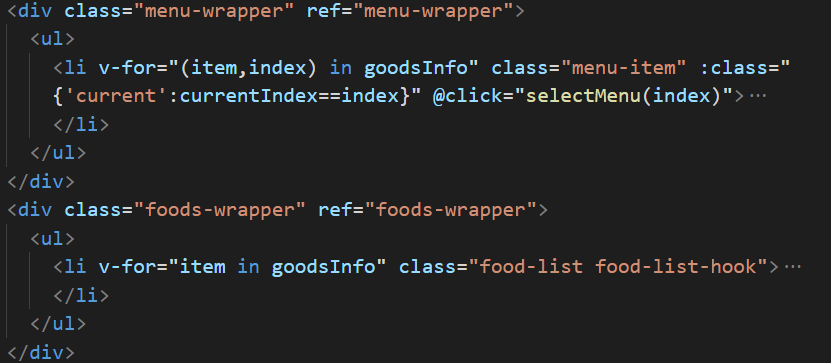 <div class="menu-wrapper" ref="menu-wrapper">
<ul>
<li v-for="(item,index) in goodsInfo" class="menu-item" :class="
{'current':currentIndex==index}" @click="selectMenu(index)">⋯
</li>
</ul>
</div>
<div class="foods-wrapper" ref="foods-wrapper">
<ul>
<li v-for="item in goodsInfo" class="food-list food-list-hook">⋯
</li>
</ul>
</div>